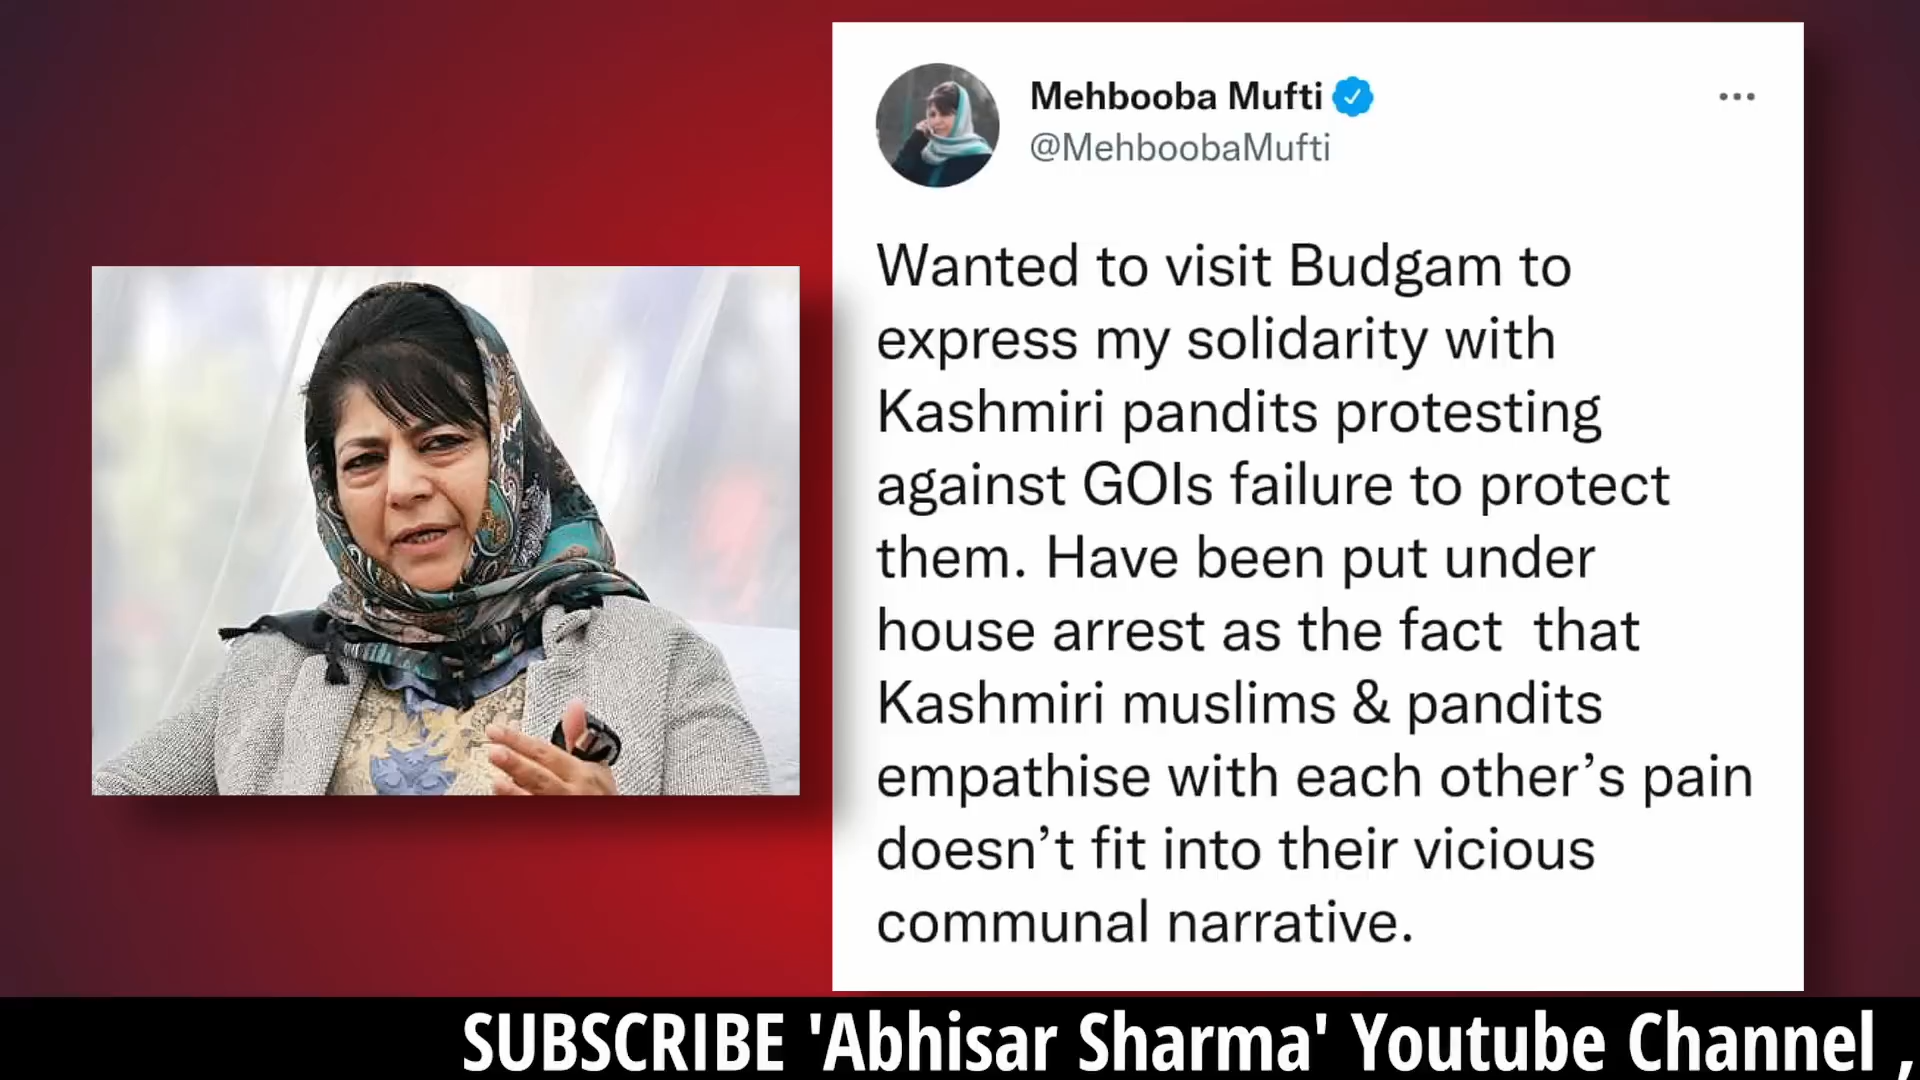 Mehbooba Mufti
@MehboobaMufti
Wanted to visit Budgam to
express my solidarity with
Kashmiri pandits protesting
against GOIs failure to protect
them. Have been put under
house arrest as the fact  that
Kashmiri muslims & pandits
empathise with each other’s pain
doesn’t fit into their vicious
communal narrative.
SUBSCRIBE 'Abhisar Sharma' Youtube Channel ,